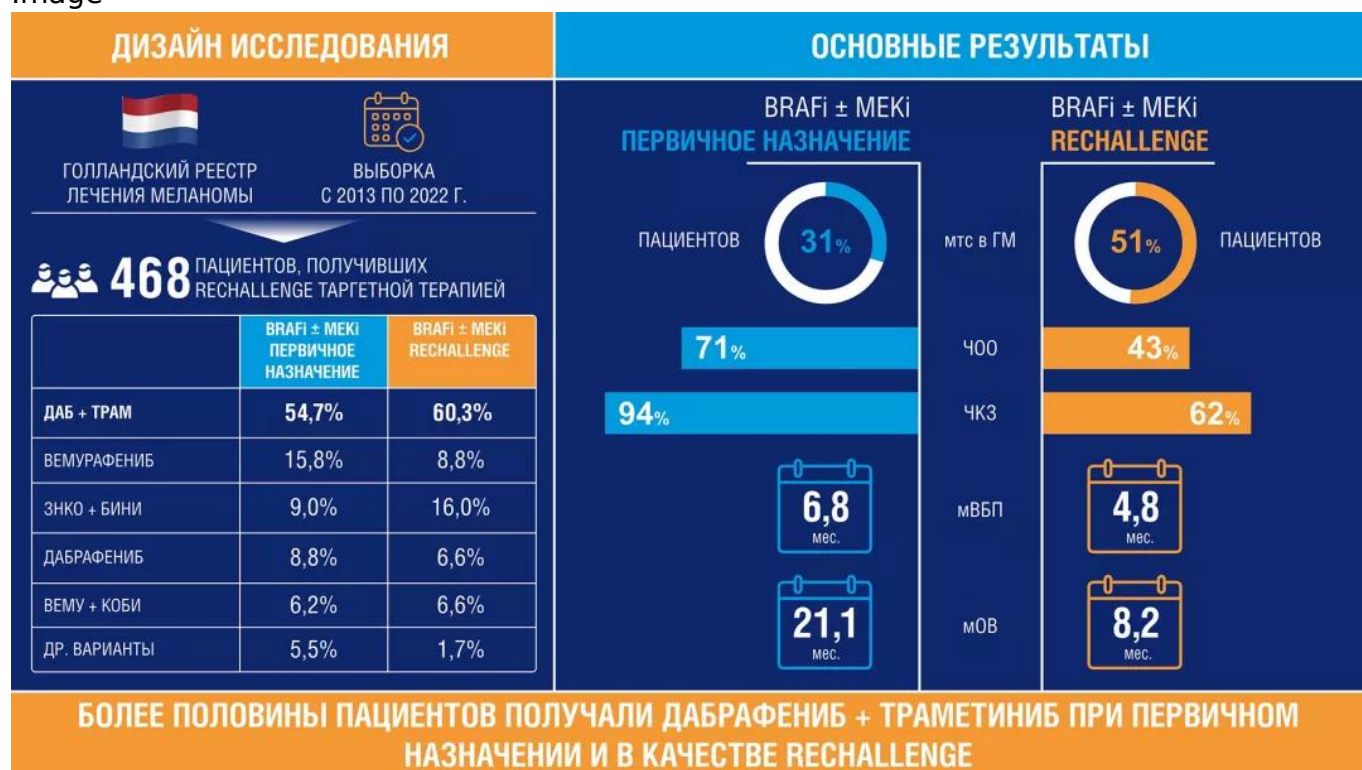 Image
ДИЗАЙН ИССЛЕДОВАНИЯ
ГОЛЛАНДСКИЙ РЕЕСТР
ЛЕЧЕНИЯ МЕЛАНОМЫ
ВЫБОРКА
С 2013 ПО 2022 Г.
468 ПАЦИЕНТОВ, ПОЛУЧИВШИХ
RECHALLENGE ТАРГЕТНОЙ ТЕРАПИЕЙ
BRAFi ± MEKi
ПЕРВИЧНОЕ
НАЗНАЧЕНИЕ
BRAFi ± MEKi
RECHALLENGE
ДАБ + ТРАМ 54,7% 60,3%
ВЕМУРАФЕНИБ 15,8% 8,8%
ЗНКО + БИНИ 9,0% 16,0%
ДАБРАФЕНИБ 8,8% 6,6%
ВЕМУ + КОБИ 6,2% 6,6%
ДР. ВАРИАНТЫ 5,5% 1,7%
ОСНОВНЫЕ РЕЗУЛЬТАТЫ
BRAFi ± MEKi
ПЕРВИЧНОЕ НАЗНАЧЕНИЕ
BRAFi ± MEKi
RECHALLENGE
ПАЦИЕНТОВ 31% мтс в ГМ 51% ПАЦИЕНТОВ
71% ЧОО 43%
94% ЧКЗ 62%
6,8 мВБП 4,8
мес. мес.
21,1 мОВ 8,2
мес. мес.
БОЛЕЕ ПОЛОВИНЫ ПАЦИЕНТОВ ПОЛУЧАЛИ ДАБРАФЕНИБ + ТРАМЕТИНИБ ПРИ ПЕРВИЧНОМ
НАЗНАЧЕНИИ И В КАЧЕСТВЕ RECHALLENGE